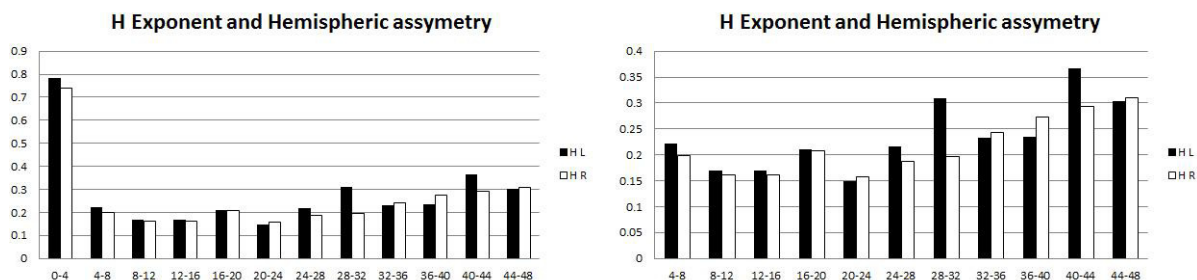 H Exponent and Hemispheric assymetry
0.9
0.8
0.7
0.6
0.5
0.4
0.3
0.2
0.1
0
0-4 4-8 8-12 12-16 16-20 20-24 24-28 28-32 32-36 36-40 40-44 44-48
H L
H R
H Exponent and Hemispheric assymetry
0.4
0.35
0.3
0.25
0.2
0.15
0.1
0.05
0
4-8 8-12 12-16 16-20 20-24 24-28 28-32 32-36 36-40 40-44 44-48
H L
H R